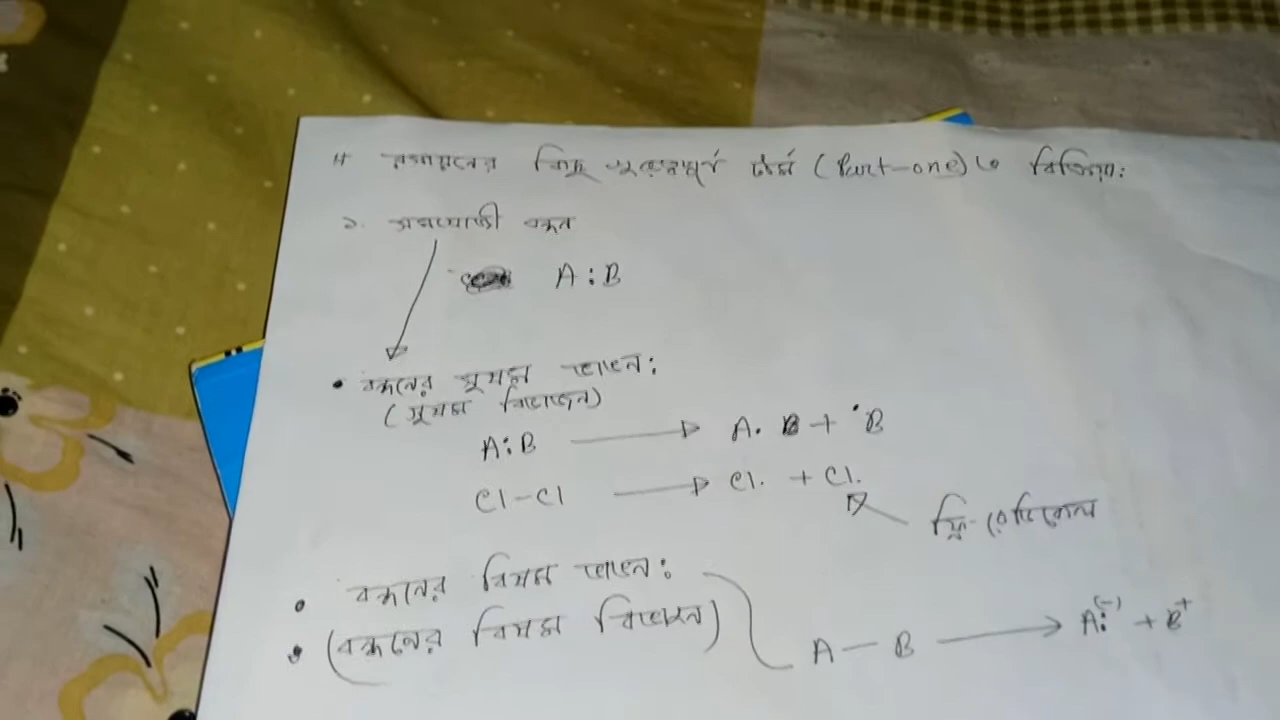 # রসায়নের কিছু গুরুত্বপূর্ণ টার্ম (Part-one) ও বিক্রিয়া:
১. সমযোজী বন্ধন
A:B
• বন্ধনের সুষম ভাঙন:
(সুষম বিভাজন)
A:B → A. + .B
Cl-Cl → Cl. + Cl.
ফ্রি-রেডিকেল
• বন্ধনের বিষম ভাঙন:
• (বন্ধনের বিষম বিভাজন)
A — B → A:(-) + B+